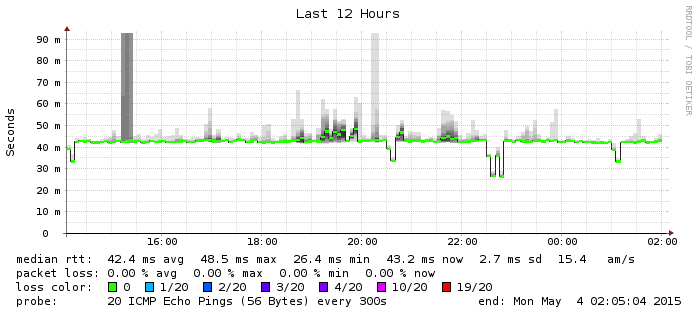 Last 12 Hours
RRDTOOL / TOBI OETIKER
Seconds
90 m
80 m
70 m
60 m
50 m
40 m
30 m
20 m
10 m
0
16:00 18:00 20:00 22:00 00:00 02:00
median rtt: 42.4 ms avg 48.5 ms max 26.4 ms min 43.2 ms now 2.7 ms sd 15.4 am/s
packet loss: 0.00 % avg 0.00 % max 0.00 % min 0.00 % now
loss color: 0 1/20 2/20 3/20 4/20 10/20 19/20
probe: 20 ICMP Echo Pings (56 Bytes) every 300s end: Mon May 4 02:05:04 2015